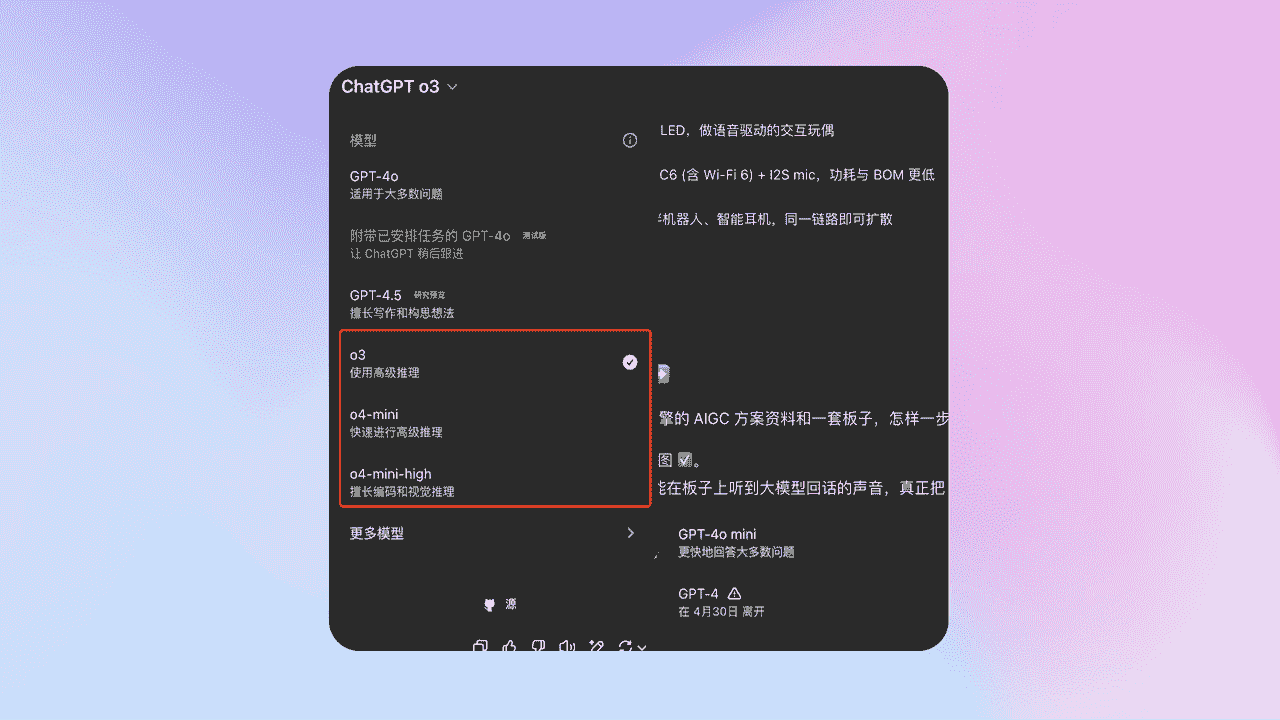 ChatGPT o3
模型
GPT-4o
适用于大多数问题
附带已安排任务的 GPT-4o 测试版
让 ChatGPT 稍后跟进
GPT-4.5 研究预览
擅长写作和构思想法
o3
使用高级推理
o4-mini
快速进行高级推理
o4-mini-high
擅长编码和视觉推理
更多模型
源
LED，做语音驱动的交互玩偶
C6 (含 Wi-Fi 6) + I2S mic，功耗与 BOM 更低
机器人、智能耳机，同一链路即可扩散
擎的 AIGC 方案资料和一套板子，怎样一步
图 。
能在板子上听到大模型回话的声音，真正把
GPT-4o mini
更快地回答大多数问题
GPT-4
在 4月30日 离开